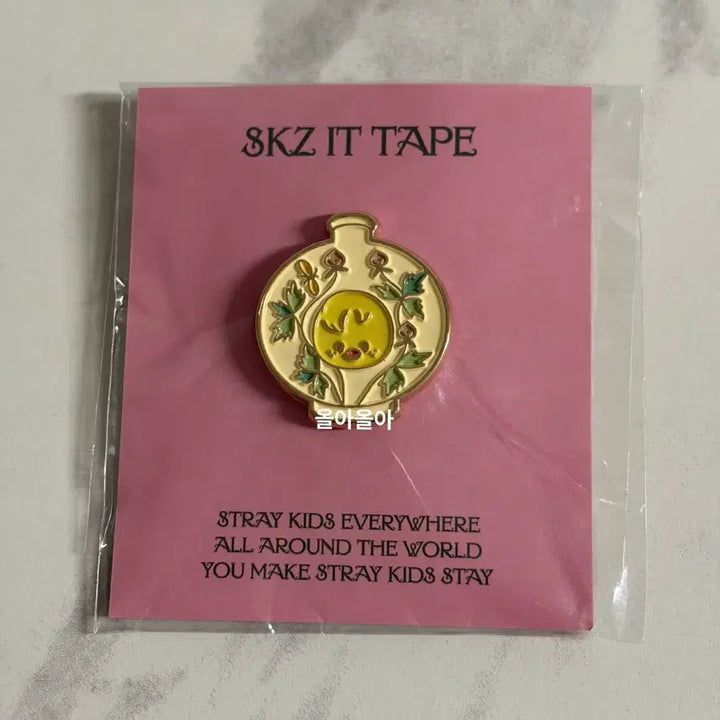 SKZ IT TAPE
올아올아
STRAY KIDS EVERYWHERE
ALL AROUND THE WORLD
YOU MAKE STRAY KIDS STAY